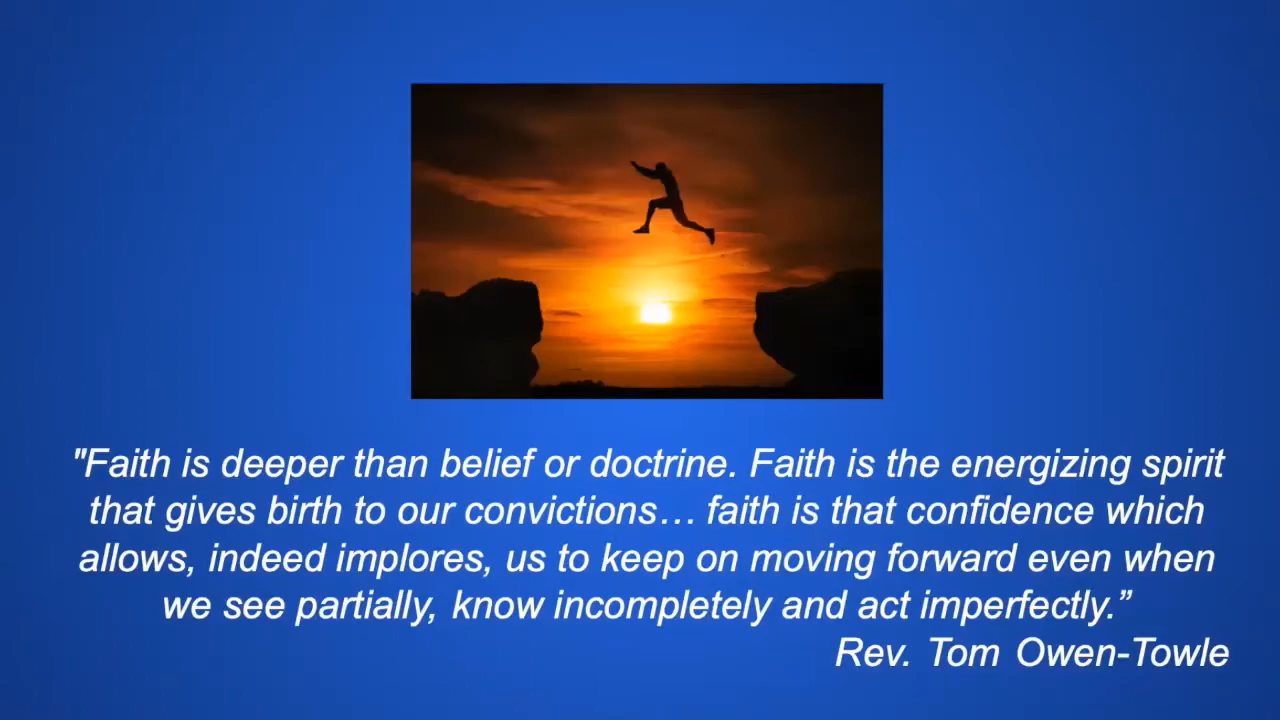 "Faith is deeper than belief or doctrine. Faith is the energizing spirit
that gives birth to our convictions… faith is that confidence which
allows, indeed implores, us to keep on moving forward even when
we see partially, know incompletely and act imperfectly.”
Rev. Tom Owen-Towle